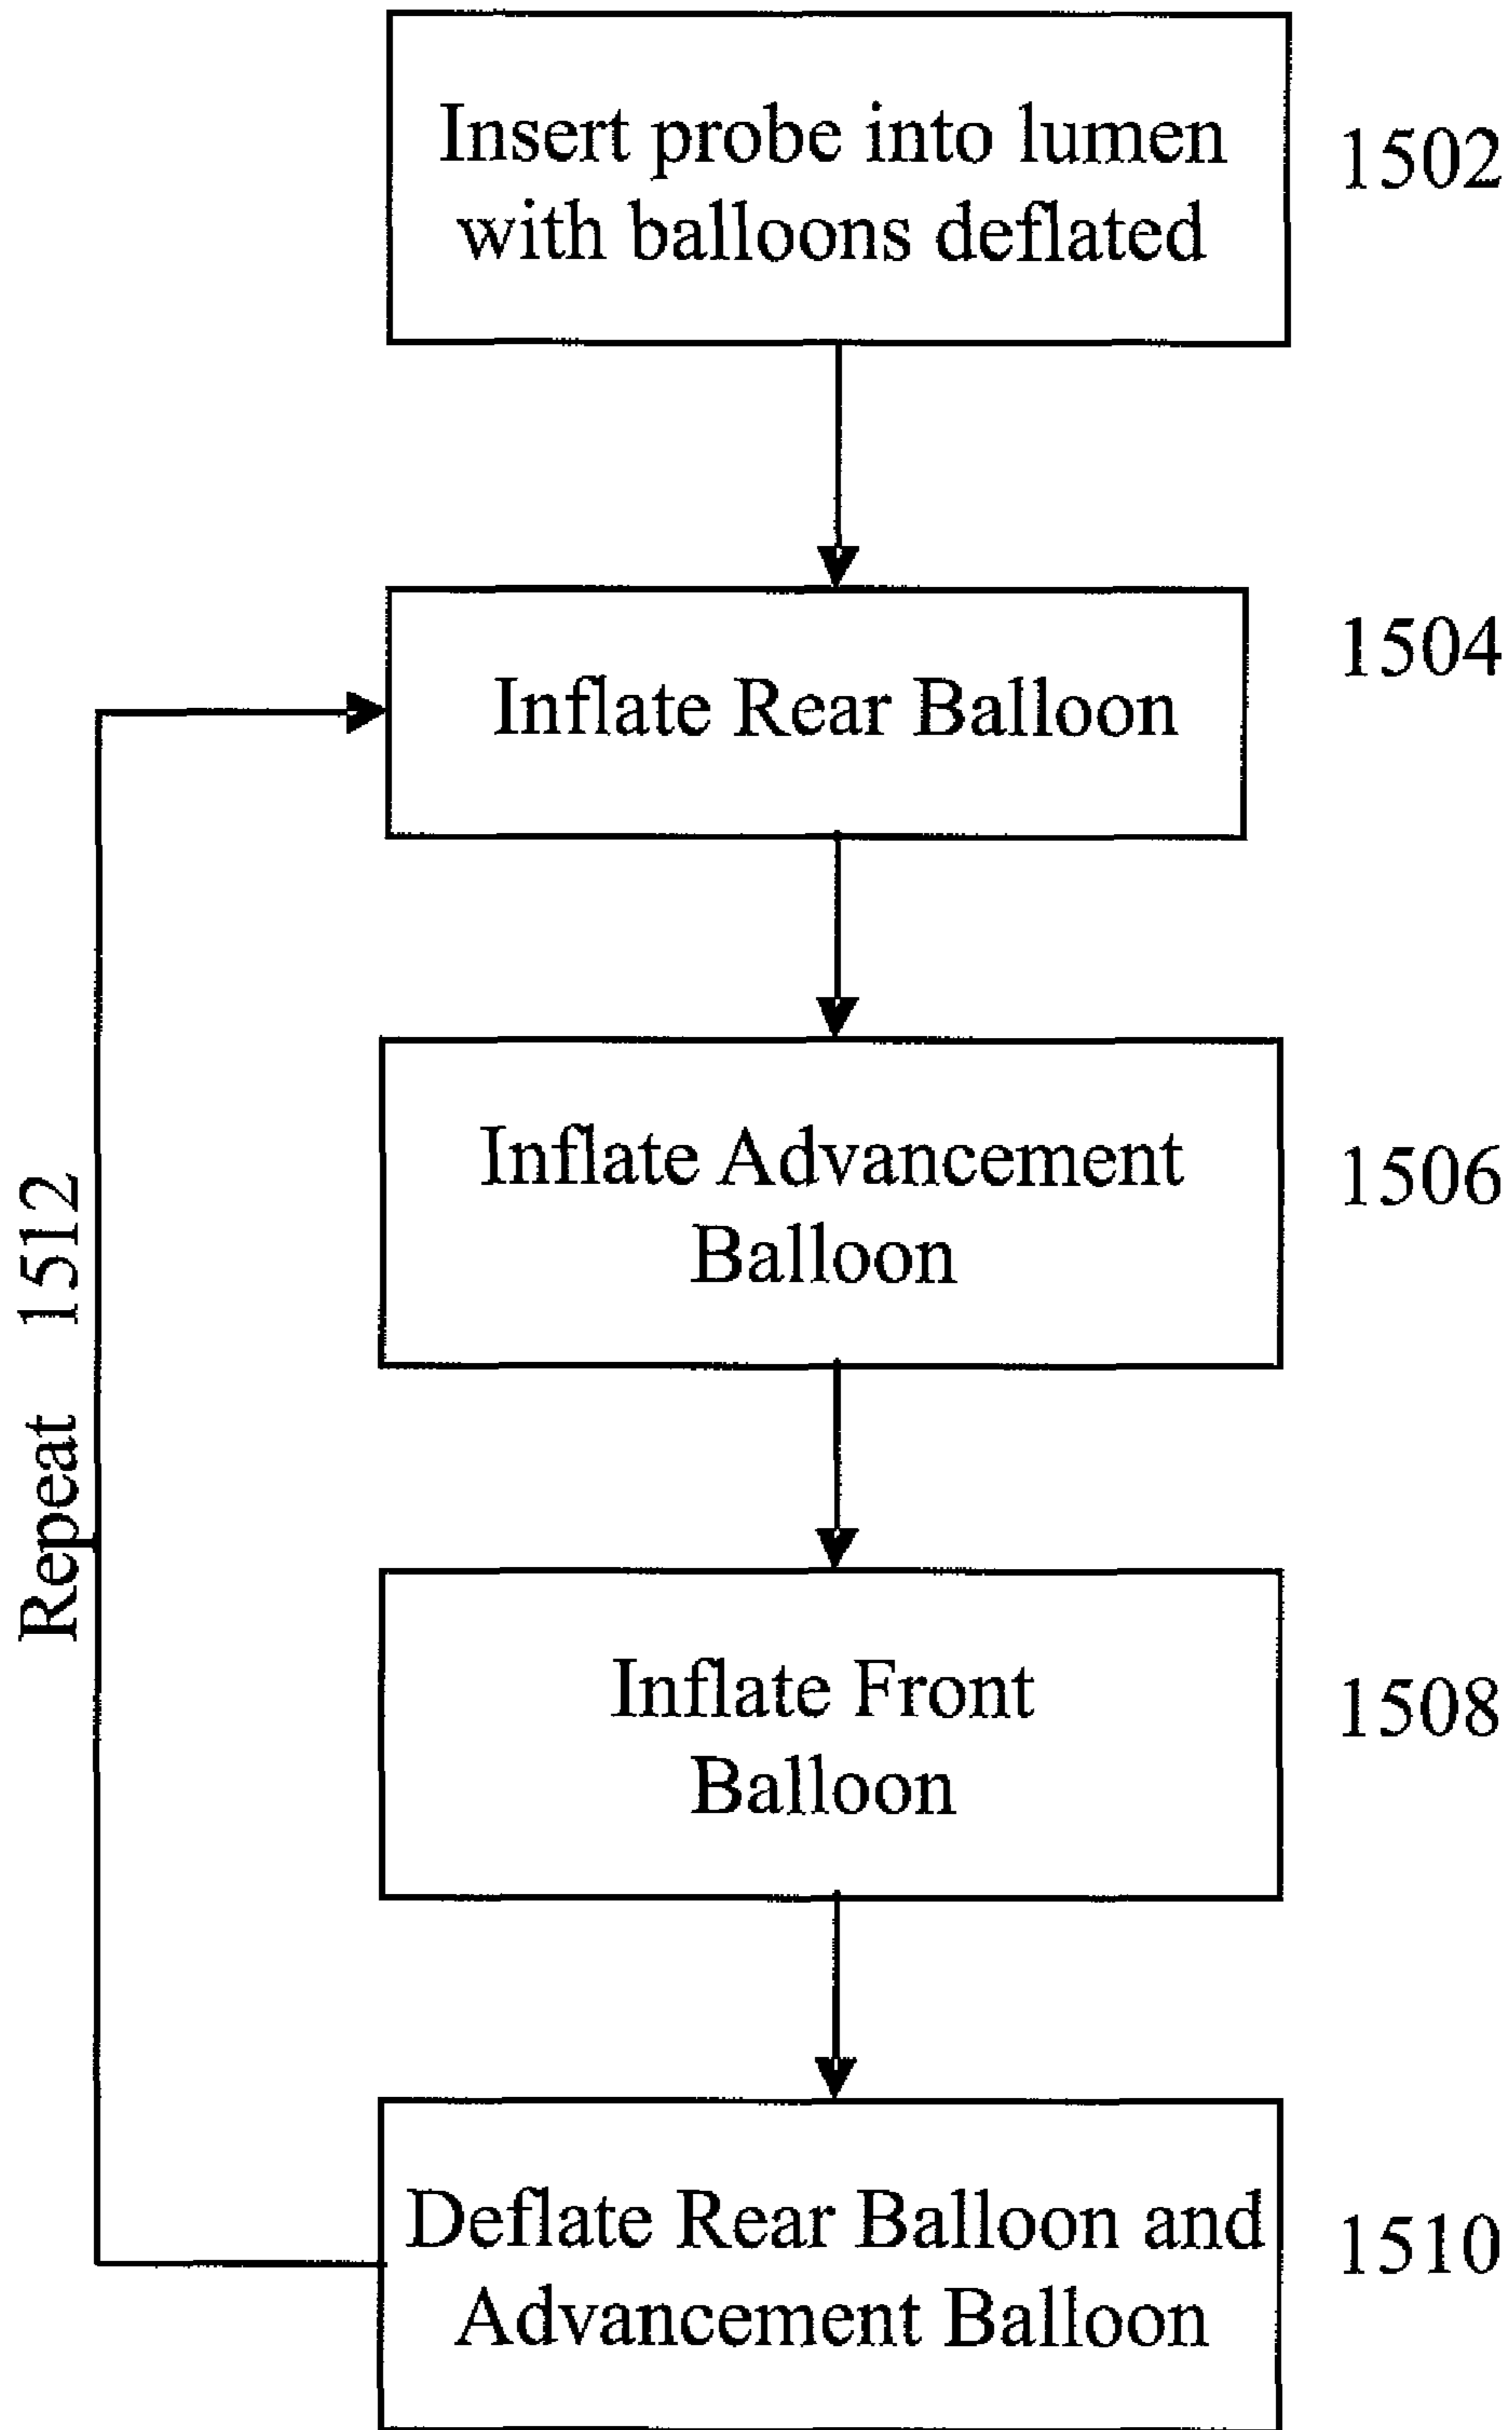 Insert probe into lumen
with balloons deflated
1502
Inflate Rear Balloon
1504
Inflate Advancement
Balloon
1506
Repeat 1512
Inflate Front
Balloon
1508
Deflate Rear Balloon and
Advancement Balloon
1510